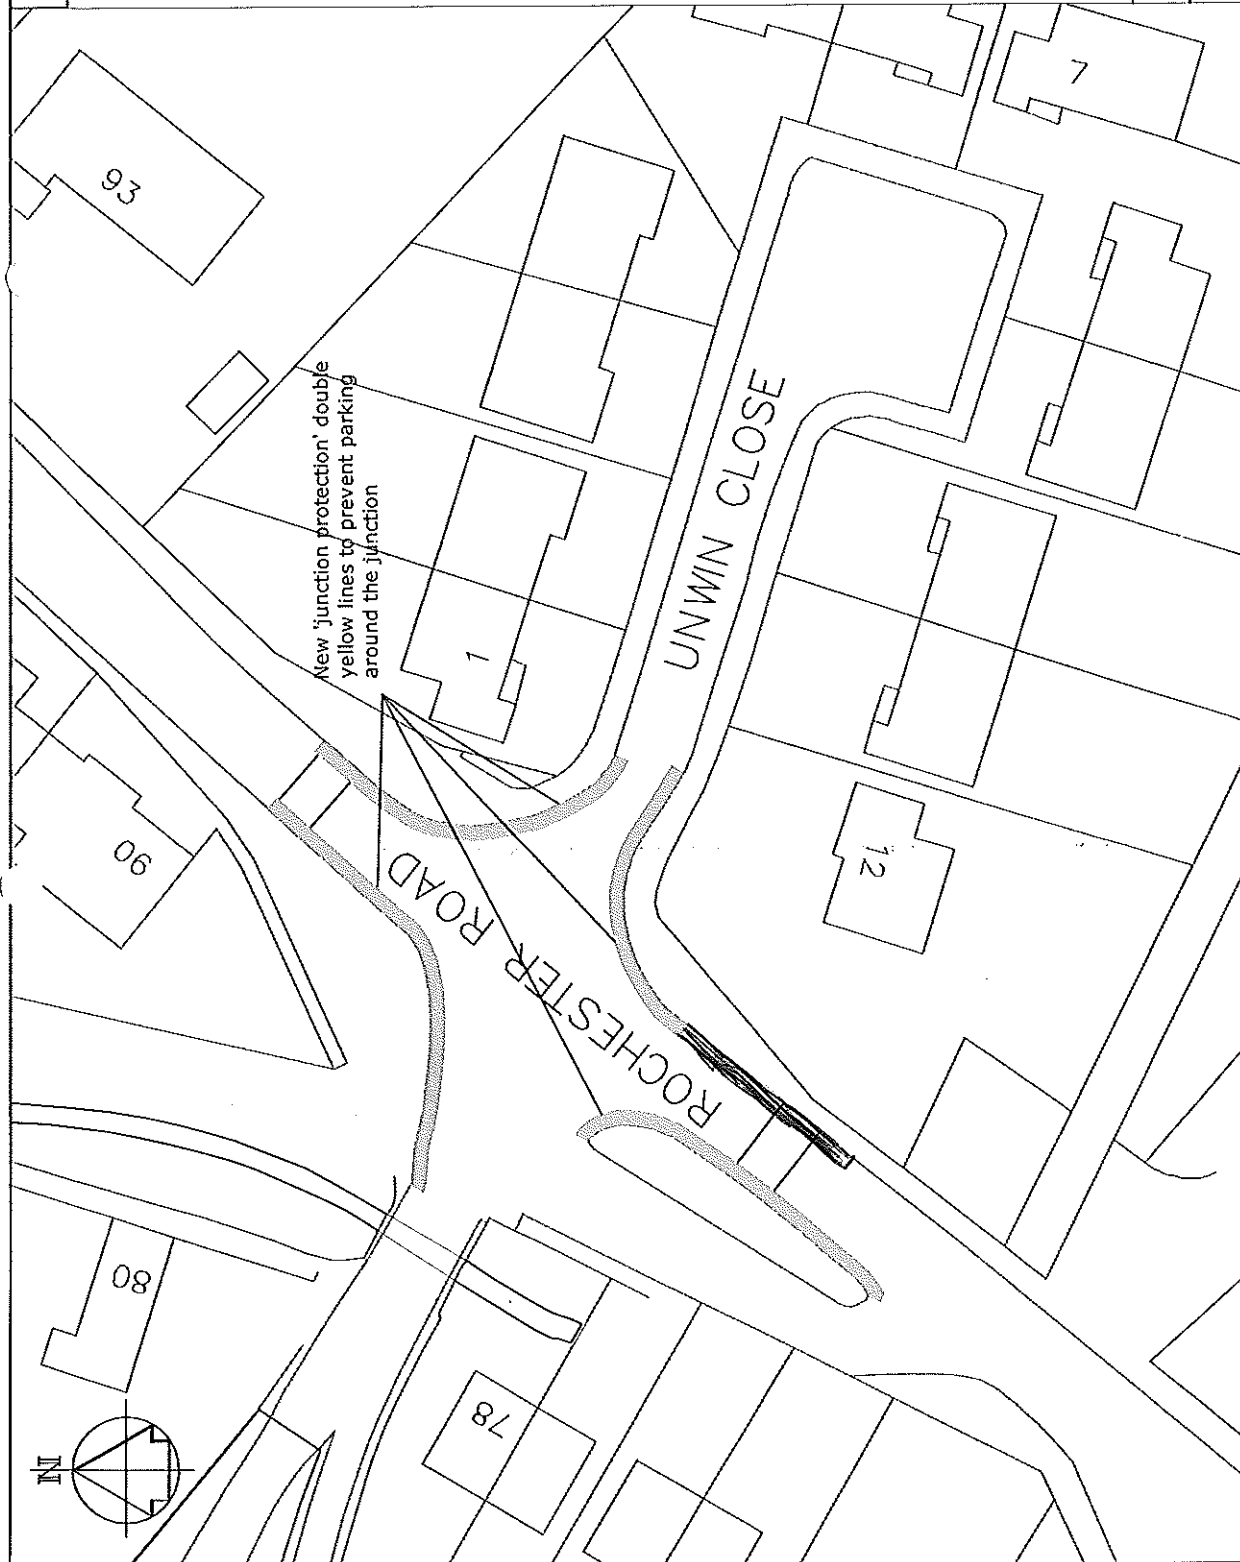 New 'junction protection' double
yellow lines to prevent parking
around the junction
ROCHESTER ROAD
UNWIN CLOSE
93
90
80
78
1
12
7
N